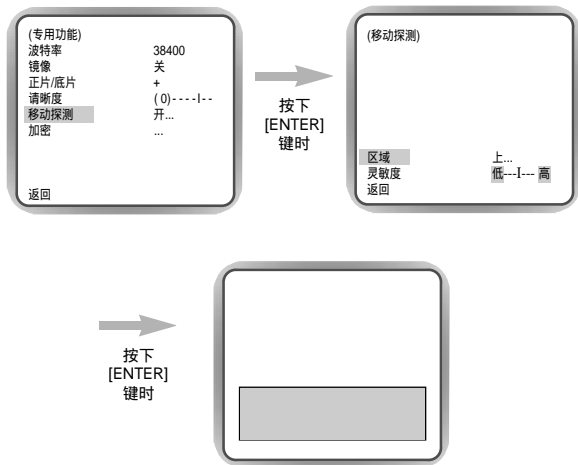 (专用功能)
波特率 38400
镜像 关
正片/底片 +
请晰度 ( 0)----I--
移动探测 开...
加密 ...
返回
按下
[ENTER]
键时
(移动探测)
区域 上...
灵敏度 低---I--- 高
返回
按下
[ENTER]
键时